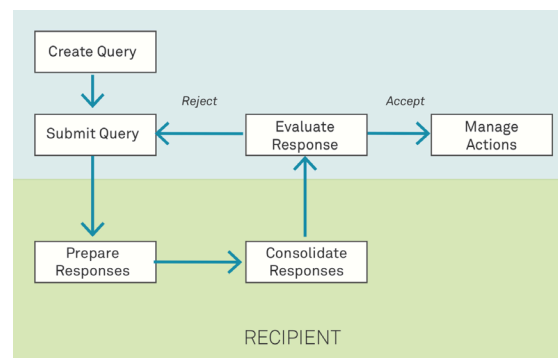 Create Query
Reject
Accept
Submit Query
Evaluate
Response
Manage
Actions
Prepare
Responses
Consolidate
Responses
RECIPIENT